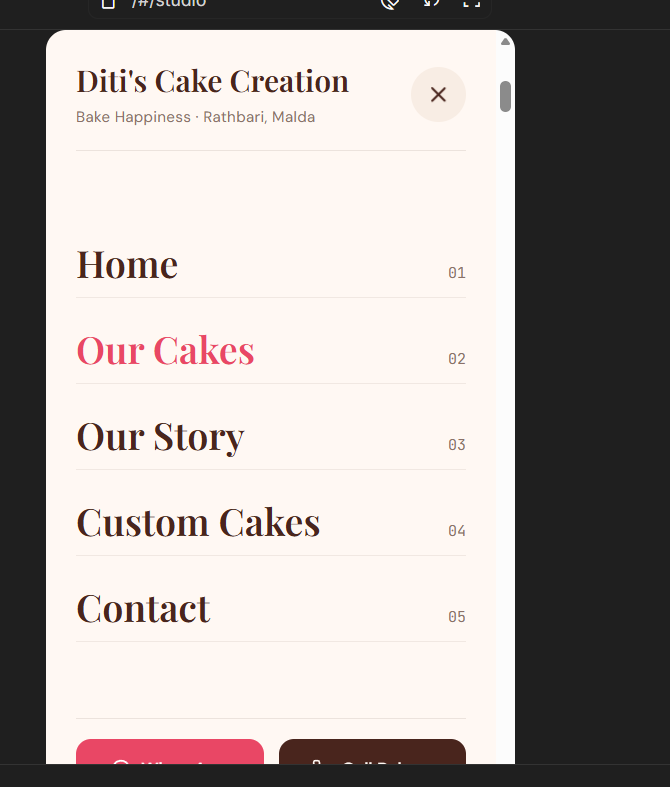 /#/studio
Diti's Cake Creation
Bake Happiness · Rathbari, Malda
Home
01
Our Cakes
02
Our Story
03
Custom Cakes
04
Contact
05